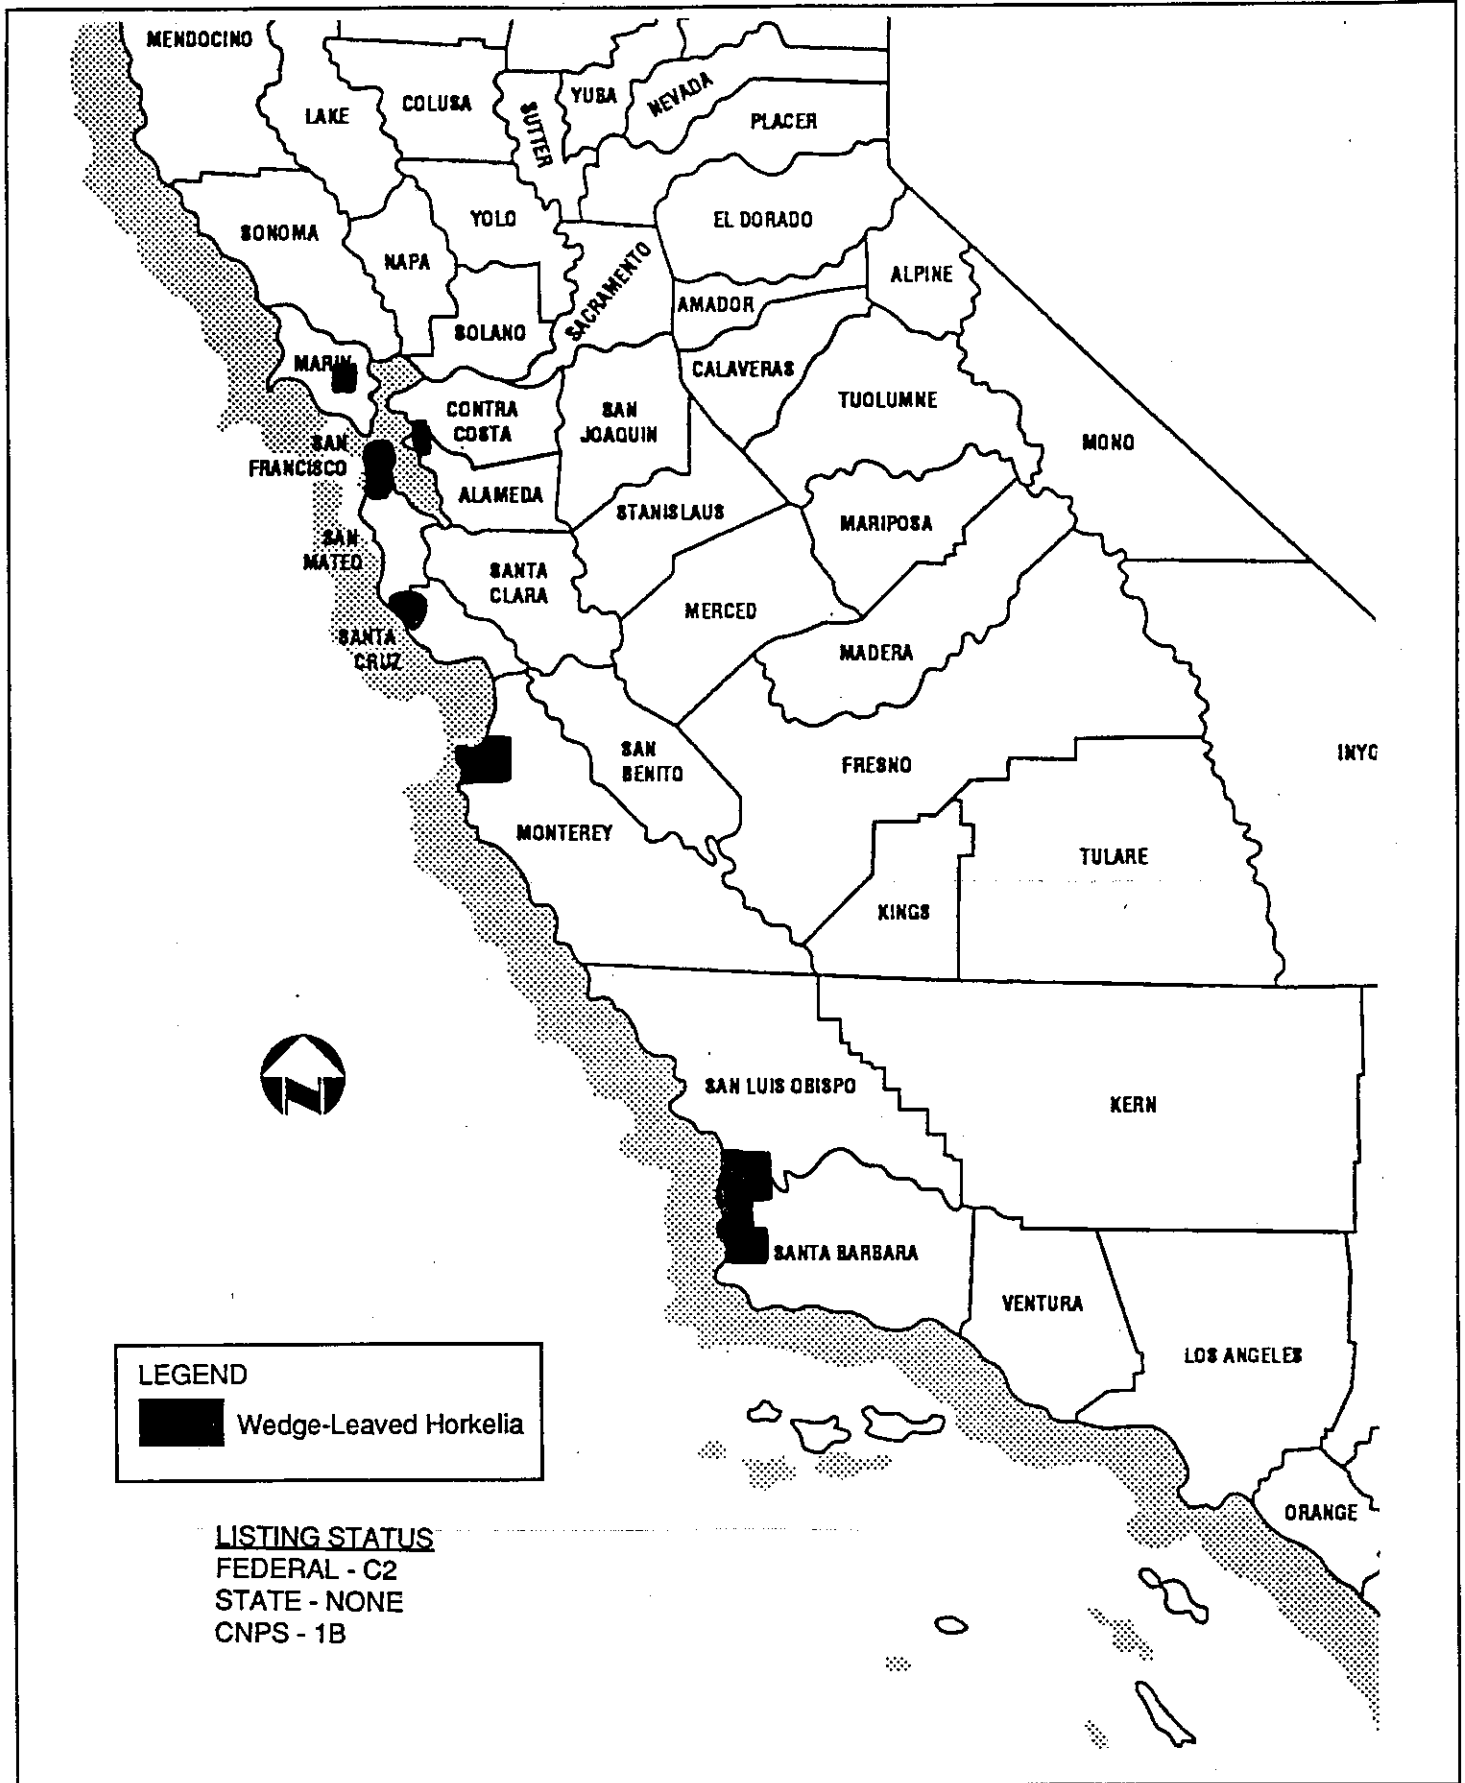 MENDOCINO
LAKE
COLUSA
SUTTER
YUBA
NEVADA
PLACER
SONOMA
NAPA
YOLO
EL DORADO
SACRAMENTO
ALPINE
AMADOR
SOLANO
MARIN
CALAVERAS
CONTRA
COSTA
SAN
JOAQUIN
TUOLUMNE
MONO
SAN
FRANCISCO
ALAMEDA
STANISLAUS
MARIPOSA
SAN
MATEO
SANTA
CLARA
MERCED
SANTA
CRUZ
MADERA
SAN
BENITO
FRESNO
INYO
MONTEREY
TULARE
KINGS
N
SAN LUIS OBISPO
KERN
SANTA BARBARA
VENTURA
LOS ANGELES
ORANGE
LEGEND
Wedge-Leaved Horkelia
LISTING STATUS
FEDERAL - C2
STATE - NONE
CNPS - 1B